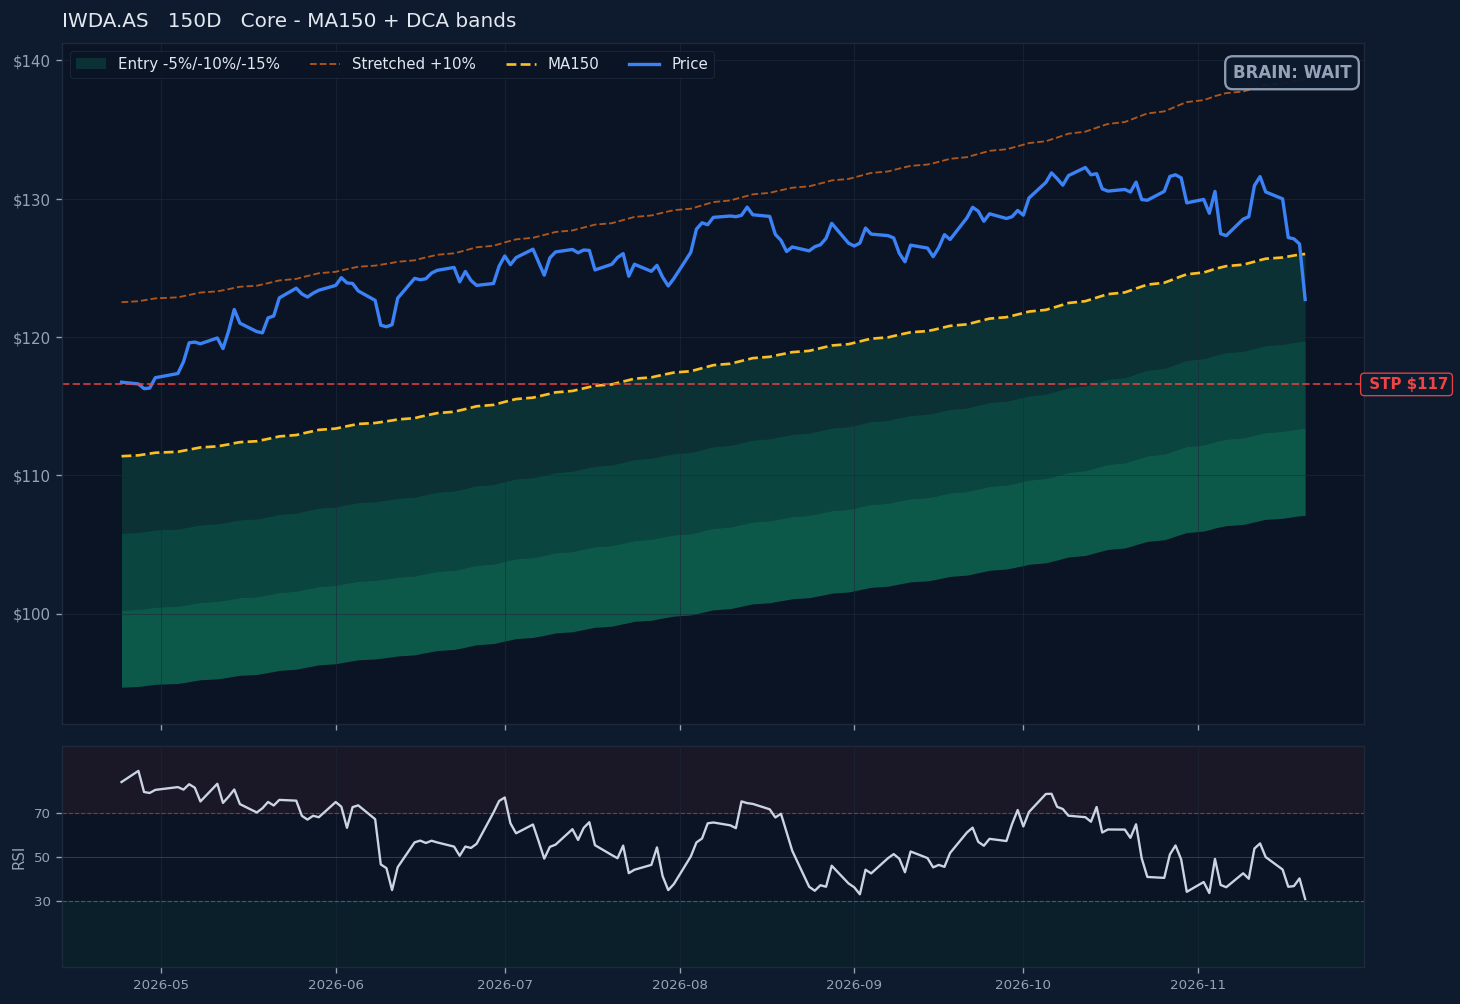 IWDA.AS   150D   Core - MA150 + DCA bands
Entry -5%/-10%/-15%   Stretched +10%   MA150   Price
BRAIN: WAIT
$140
$130
$120
STP $117
$110
$100
RSI
70
50
30
2026-05   2026-06   2026-07   2026-08   2026-09   2026-10   2026-11